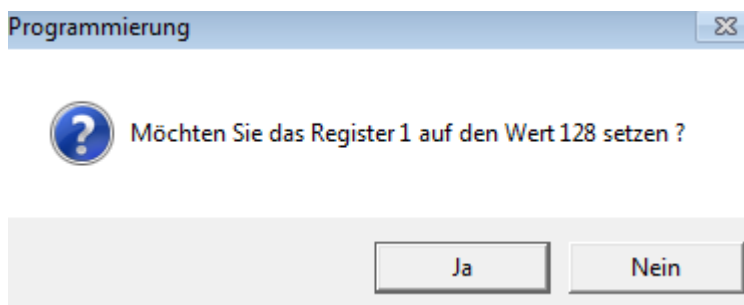 Programmierung
Möchten Sie das Register 1 auf den Wert 128 setzen ?
Ja
Nein